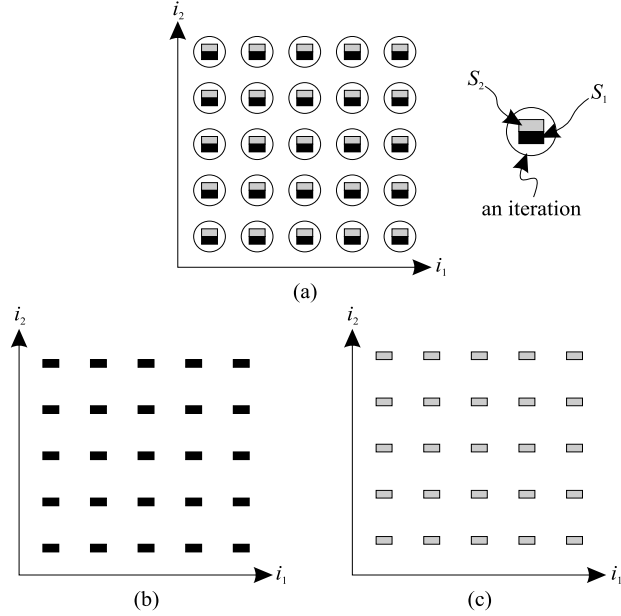 i₂
S₂
S₁
an iteration
i₁
(a)
i₂
i₂
i₁
i₁
(b)
(c)